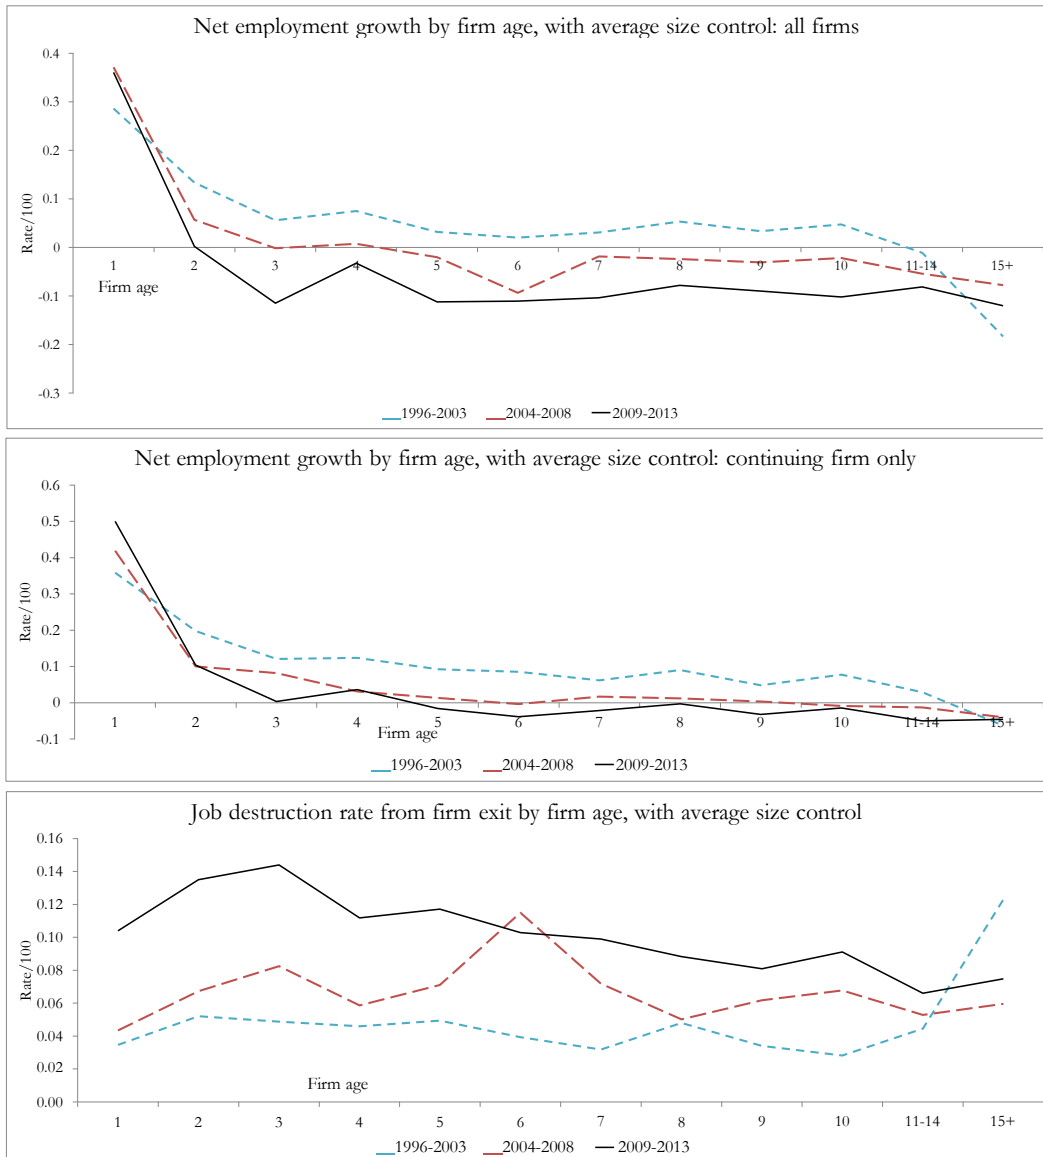 Net employment growth by firm age, with average size control: all firms
0.4
0.3
0.2
0.1
0
-0.1
-0.2
-0.3
Rate/100
1 2 3 4 5 6 7 8 9 10 11-14 15+
Firm age
1996-2003 2004-2008 2009-2013
Net employment growth by firm age, with average size control: continuing firm only
0.6
0.5
0.4
0.3
0.2
0.1
0
-0.1
Rate/100
1 2 3 4 5 6 7 8 9 10 11-14 15+
Firm age
1996-2003 2004-2008 2009-2013
Job destruction rate from firm exit by firm age, with average size control
0.16
0.14
0.12
0.10
0.08
0.06
0.04
0.02
0.00
Rate/100
Firm age
1 2 3 4 5 6 7 8 9 10 11-14 15+
1996-2003 2004-2008 2009-2013